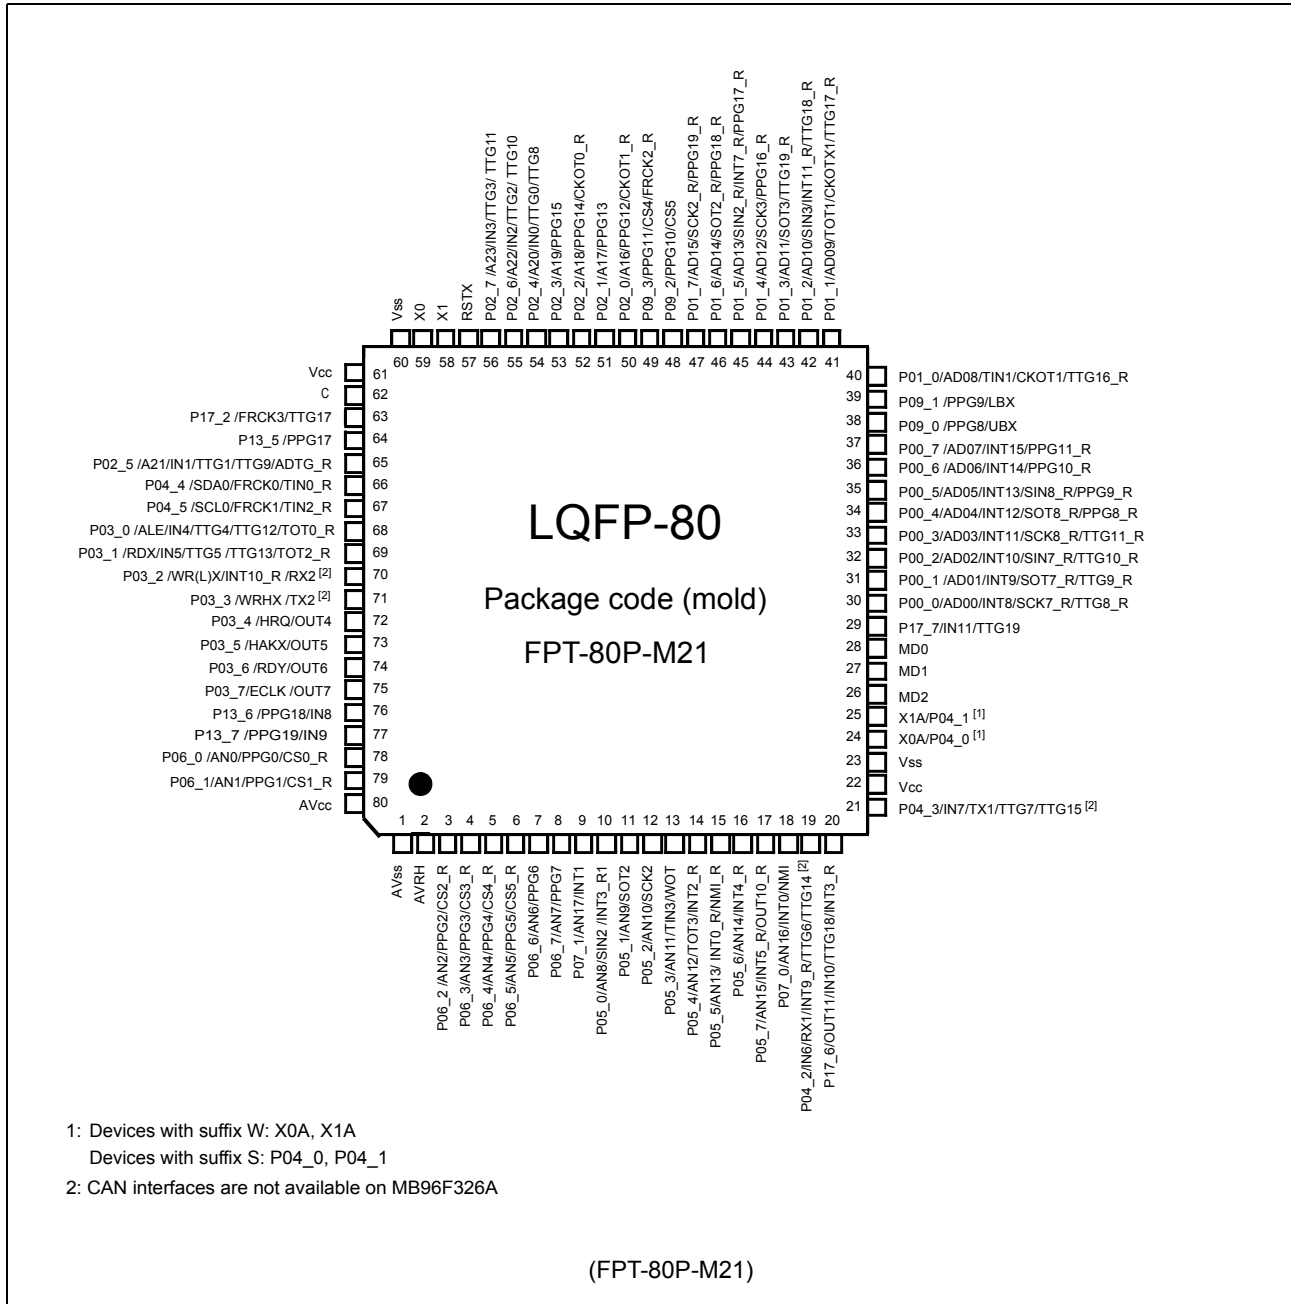 P02_7 /A23/IN3/TTG3/ TTG11
P02_6/A22/IN2/TTG2/ TTG10
P02_4/A20/IN0/TTG0/TTG8
P02_3/A19/PPG15
P02_2/A18/PPG14/CKOT0_R
P02_1/A17/PPG13
P02_0/A16/PPG12/CKOT1_R
P09_3/PPG11/CS4/FRCK2_R
P09_2/PPG10/CS5
P01_7/AD15/SCK2_R/PPG19_R
P01_6/AD14/SOT2_R/PPG18_R
P01_5/AD13/SIN2_R/INT7_R/PPG17_R
P01_4/AD12/SCK3/PPG16_R
P01_3/AD11/SOT3/TTG19_R
P01_2/AD10/SIN3/INT11_R/TTG18_R
P01_1/AD09/TOT1/CKOTX1/TTG17_R
Vss
X0
X1
RSTX
60 59 58 57 56 55 54 53 52 51 50 49 48 47 46 45 44 43 42 41
Vcc 61
C 62
P17_2 /FRCK3/TTG17 63
P13_5 /PPG17 64
P02_5 /A21/IN1/TTG1/TTG9/ADTG_R 65
P04_4 /SDA0/FRCK0/TIN0_R 66
P04_5 /SCL0/FRCK1/TIN2_R 67
P03_0 /ALE/IN4/TTG4/TTG12/TOT0_R 68
P03_1 /RDX/IN5/TTG5 /TTG13/TOT2_R 69
P03_2 /WR(L)X/INT10_R /RX2 [2] 70
P03_3 /WRHX /TX2 [2] 71
P03_4 /HRQ/OUT4 72
P03_5 /HAKX/OUT5 73
P03_6 /RDY/OUT6 74
P03_7/ECLK /OUT7 75
P13_6 /PPG18/IN8 76
P13_7 /PPG19/IN9 77
P06_0 /AN0/PPG0/CS0_R 78
P06_1/AN1/PPG1/CS1_R 79
AVcc 80
LQFP-80
Package code (mold)
FPT-80P-M21
40 P01_0/AD08/TIN1/CKOT1/TTG16_R
39 P09_1 /PPG9/LBX
38 P09_0 /PPG8/UBX
37 P00_7 /AD07/INT15/PPG11_R
36 P00_6 /AD06/INT14/PPG10_R
35 P00_5/AD05/INT13/SIN8_R/PPG9_R
34 P00_4/AD04/INT12/SOT8_R/PPG8_R
33 P00_3/AD03/INT11/SCK8_R/TTG11_R
32 P00_2/AD02/INT10/SIN7_R/TTG10_R
31 P00_1 /AD01/INT9/SOT7_R/TTG9_R
30 P00_0/AD00/INT8/SCK7_R/TTG8_R
29 P17_7/IN11/TTG19
28 MD0
27 MD1
26 MD2
25 X1A/P04_1 [1]
24 X0A/P04_0 [1]
23 Vss
22 Vcc
21 P04_3/IN7/TX1/TTG7/TTG15 [2]
1 2 3 4 5 6 7 8 9 10 11 12 13 14 15 16 17 18 19 20
AVss
AVRH
P06_2 /AN2/PPG2/CS2_R
P06_3/AN3/PPG3/CS3_R
P06_4/AN4/PPG4/CS4_R
P06_5/AN5/PPG5/CS5_R
P06_6/AN6/PPG6
P06_7/AN7/PPG7
P07_1/AN17/INT1
P05_0/AN8/SIN2 /INT3_R1
P05_1/AN9/SOT2
P05_2/AN10/SCK2
P05_3/AN11/TIN3/WOT
P05_4/AN12/TOT3/INT2_R
P05_5/AN13/ INT0_R/NMI_R
P05_6/AN14/INT4_R
P05_7/AN15/INT5_R/OUT10_R
P07_0/AN16/INT0/NMI
P04_2/IN6/RX1/INT9_R/TTG6/TTG14 [2]
P17_6/OUT11/IN10/TTG18/INT3_R
1: Devices with suffix W: X0A, X1A
Devices with suffix S: P04_0, P04_1
2: CAN interfaces are not available on MB96F326A
(FPT-80P-M21)